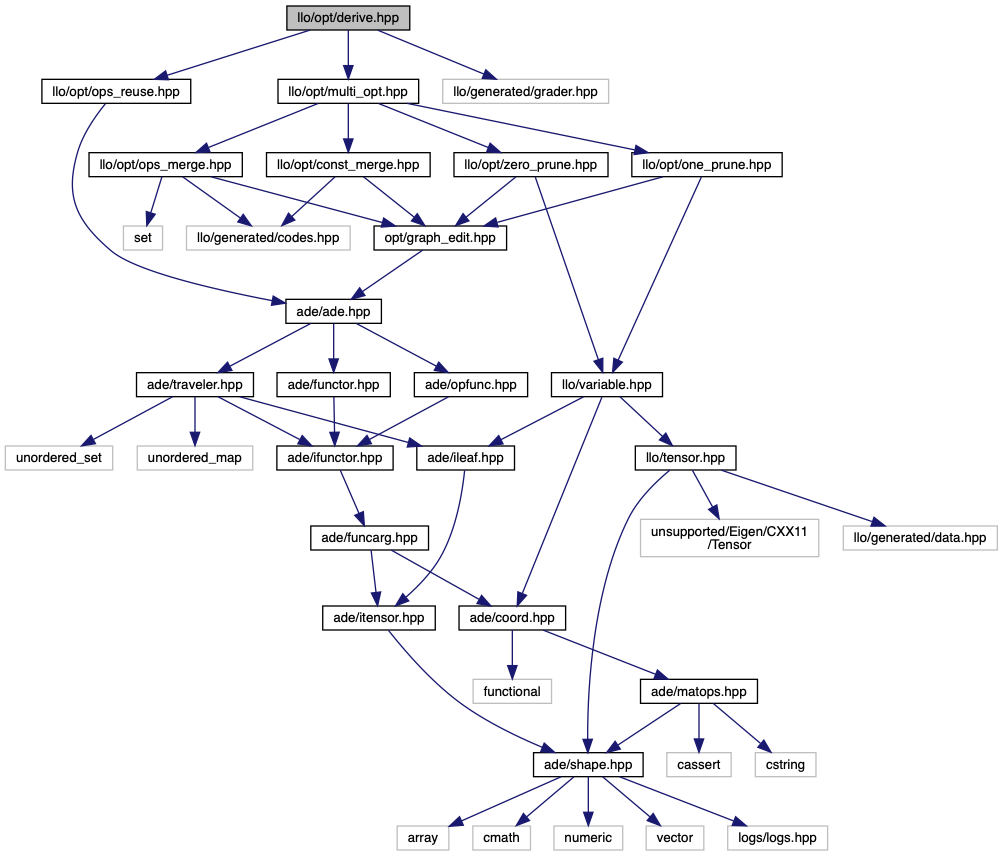 llo/opt/derive.hpp
llo/opt/ops_reuse.hpp
llo/opt/multi_opt.hpp
llo/generated/grader.hpp
llo/opt/ops_merge.hpp
llo/opt/const_merge.hpp
llo/opt/zero_prune.hpp
llo/opt/one_prune.hpp
set
llo/generated/codes.hpp
opt/graph_edit.hpp
ade/ade.hpp
ade/traveler.hpp
ade/functor.hpp
ade/opfunc.hpp
llo/variable.hpp
unordered_set
unordered_map
ade/ifunctor.hpp
ade/ileaf.hpp
llo/tensor.hpp
ade/funcarg.hpp
unsupported/Eigen/CXX11
/Tensor
llo/generated/data.hpp
ade/itensor.hpp
ade/coord.hpp
functional
ade/matops.hpp
ade/shape.hpp
cassert
cstring
array
cmath
numeric
vector
logs/logs.hpp